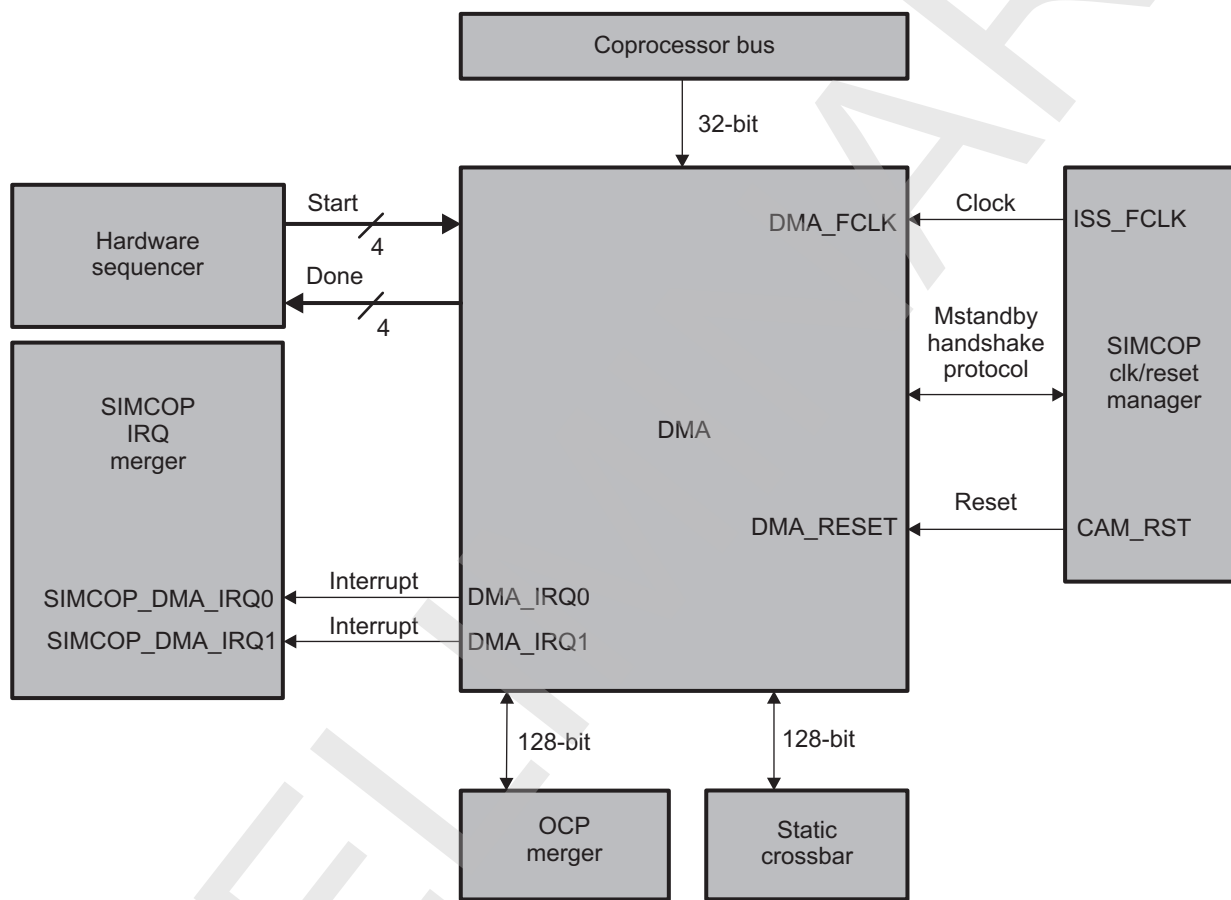 Coprocessor bus
32-bit
Hardware
sequencer
Start
4
Done
4
DMA_FCLK
Clock
ISS_FCLK
Mstandby
handshake
protocol
SIMCOP
clk/reset
manager
SIMCOP
IRQ
merger
DMA
DMA_RESET
Reset
CAM_RST
SIMCOP_DMA_IRQ0
Interrupt
DMA_IRQ0
SIMCOP_DMA_IRQ1
Interrupt
DMA_IRQ1
128-bit
128-bit
OCP
merger
Static
crossbar